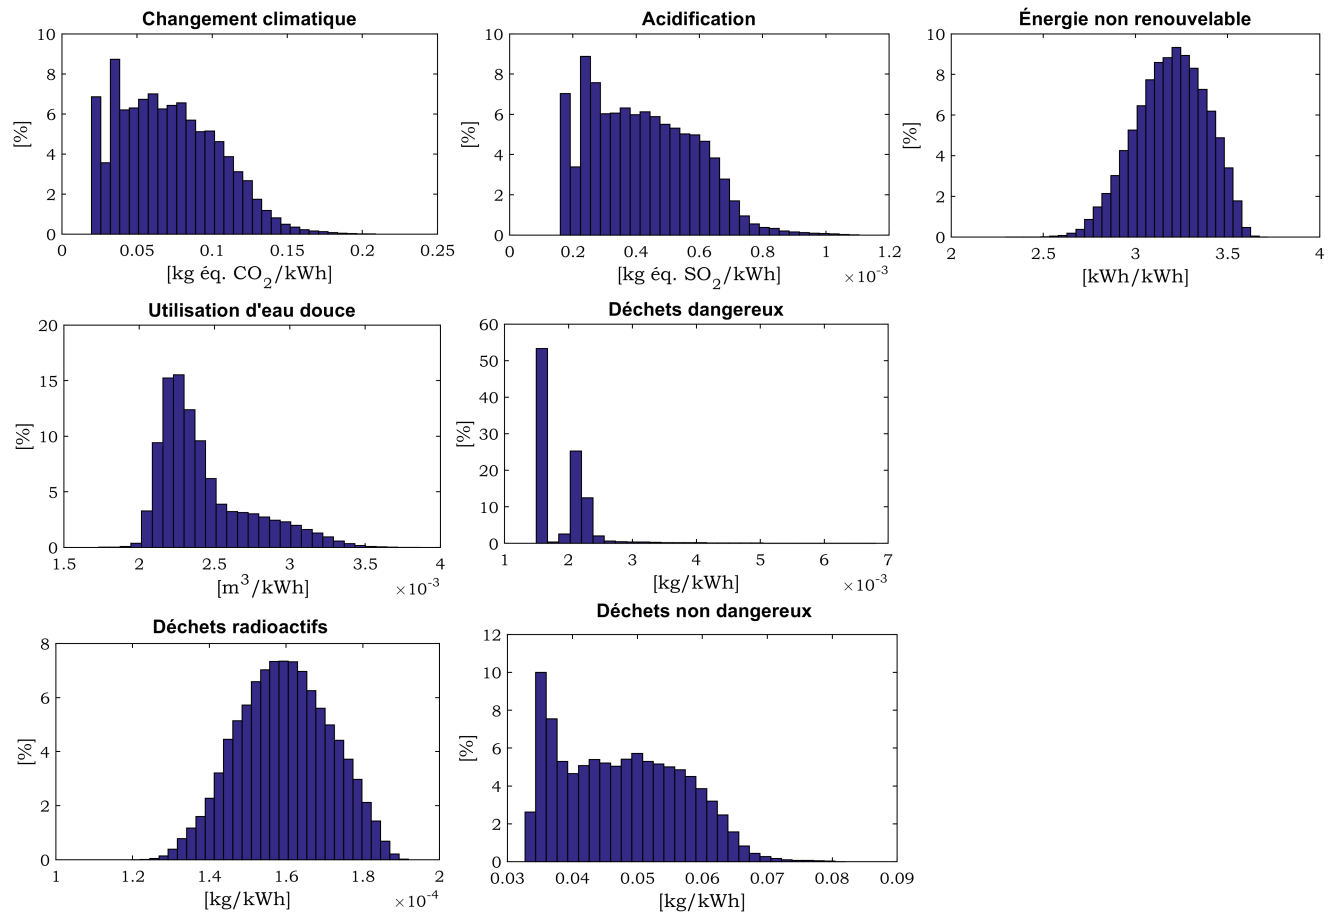 Changement climatique
[%]
10
8
6
4
2
0
0 0.05 0.1 0.15 0.2 0.25
[kg éq. CO2/kWh]
Acidification
[%]
10
8
6
4
2
0
0 0.2 0.4 0.6 0.8 1 1.2
[kg éq. SO2/kWh] ×10-3
Énergie non renouvelable
[%]
10
8
6
4
2
0
2 2.5 3 3.5 4
[kWh/kWh]
Utilisation d'eau douce
[%]
20
15
10
5
0
1.5 2 2.5 3 3.5 4
[m3/kWh] ×10-3
Déchets dangereux
[%]
60
50
40
30
20
10
0
1 2 3 4 5 6 7
[kg/kWh] ×10-3
Déchets radioactifs
[%]
8
6
4
2
0
1 1.2 1.4 1.6 1.8 2
[kg/kWh] ×10-4
Déchets non dangereux
[%]
12
10
8
6
4
2
0
0.03 0.04 0.05 0.06 0.07 0.08 0.09
[kg/kWh]